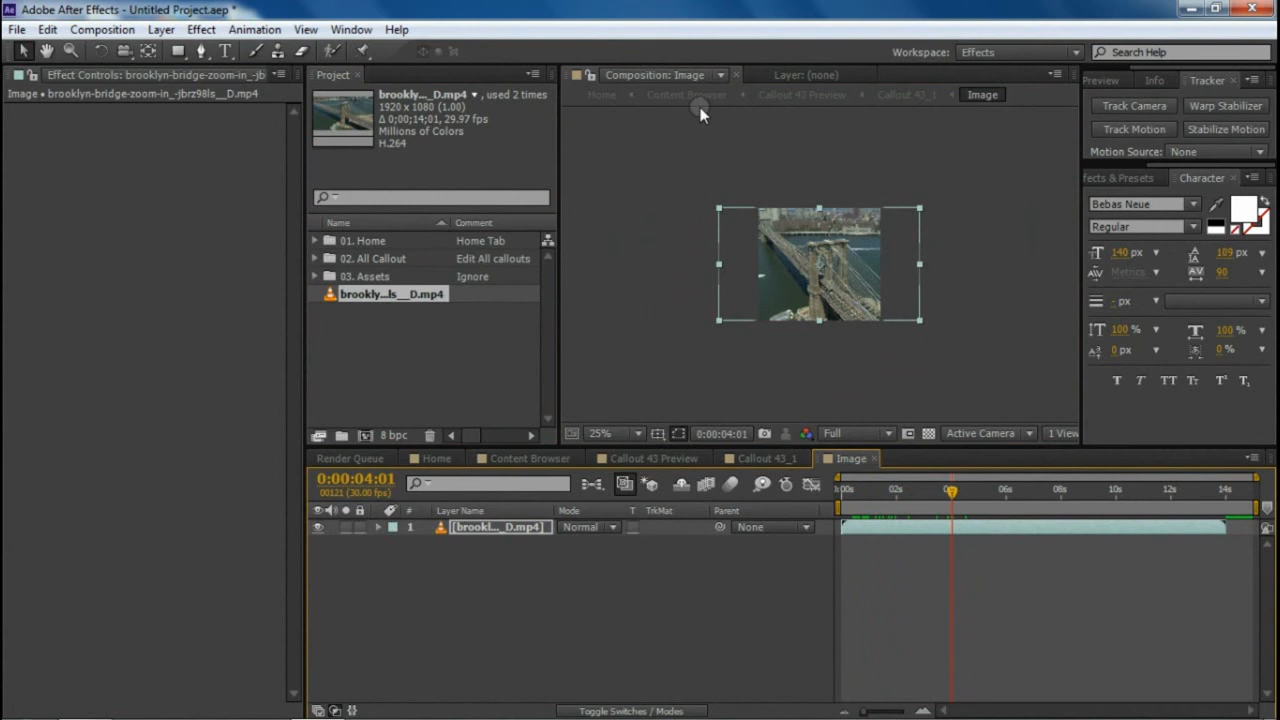 Ae Adobe After Effects - Untitled Project.aep *
File Edit Composition Layer Effect Animation View Window Help
Workspace: Effects Search Help
Effect Controls: brooklyn-bridge-zoom-in_-jb
Image • brooklyn-bridge-zoom-in_-jbrz98ls__D.mp4
Project
brookly..._D.mp4 ▼ , used 2 times
1920 x 1080 (1.00)
Δ 0;00;14;01, 29.97 fps
Millions of Colors
H.264
Name Comment
01. Home Home Tab
02. All Callout Edit All callouts
03. Assets Ignore
brookly...ls__D.mp4
8 bpc
Composition: Image Layer: (none)
Home Content Browser Callout 43 Preview Callout 43_1 Image
25% 0:00:04:01 Full Active Camera 1 View
Preview Info Tracker
Track Camera Warp Stabilizer
Track Motion Stabilize Motion
Motion Source: None
ffects & Presets Character
Bebas Neue
Regular
140 px 109 px
Metrics 90
- px
100 % 100 %
0 px 0 %
T T TT Tт T¹ T₁
Render Queue Home Content Browser Callout 43 Preview Callout 43_1 Image
0:00:04:01
00121 (30.00 fps)
# Layer Name Mode T TrkMat Parent
1 [brookl..._D.mp4] Normal None
:00s 02s 06s 08s 10s 12s 14s
Toggle Switches / Modes